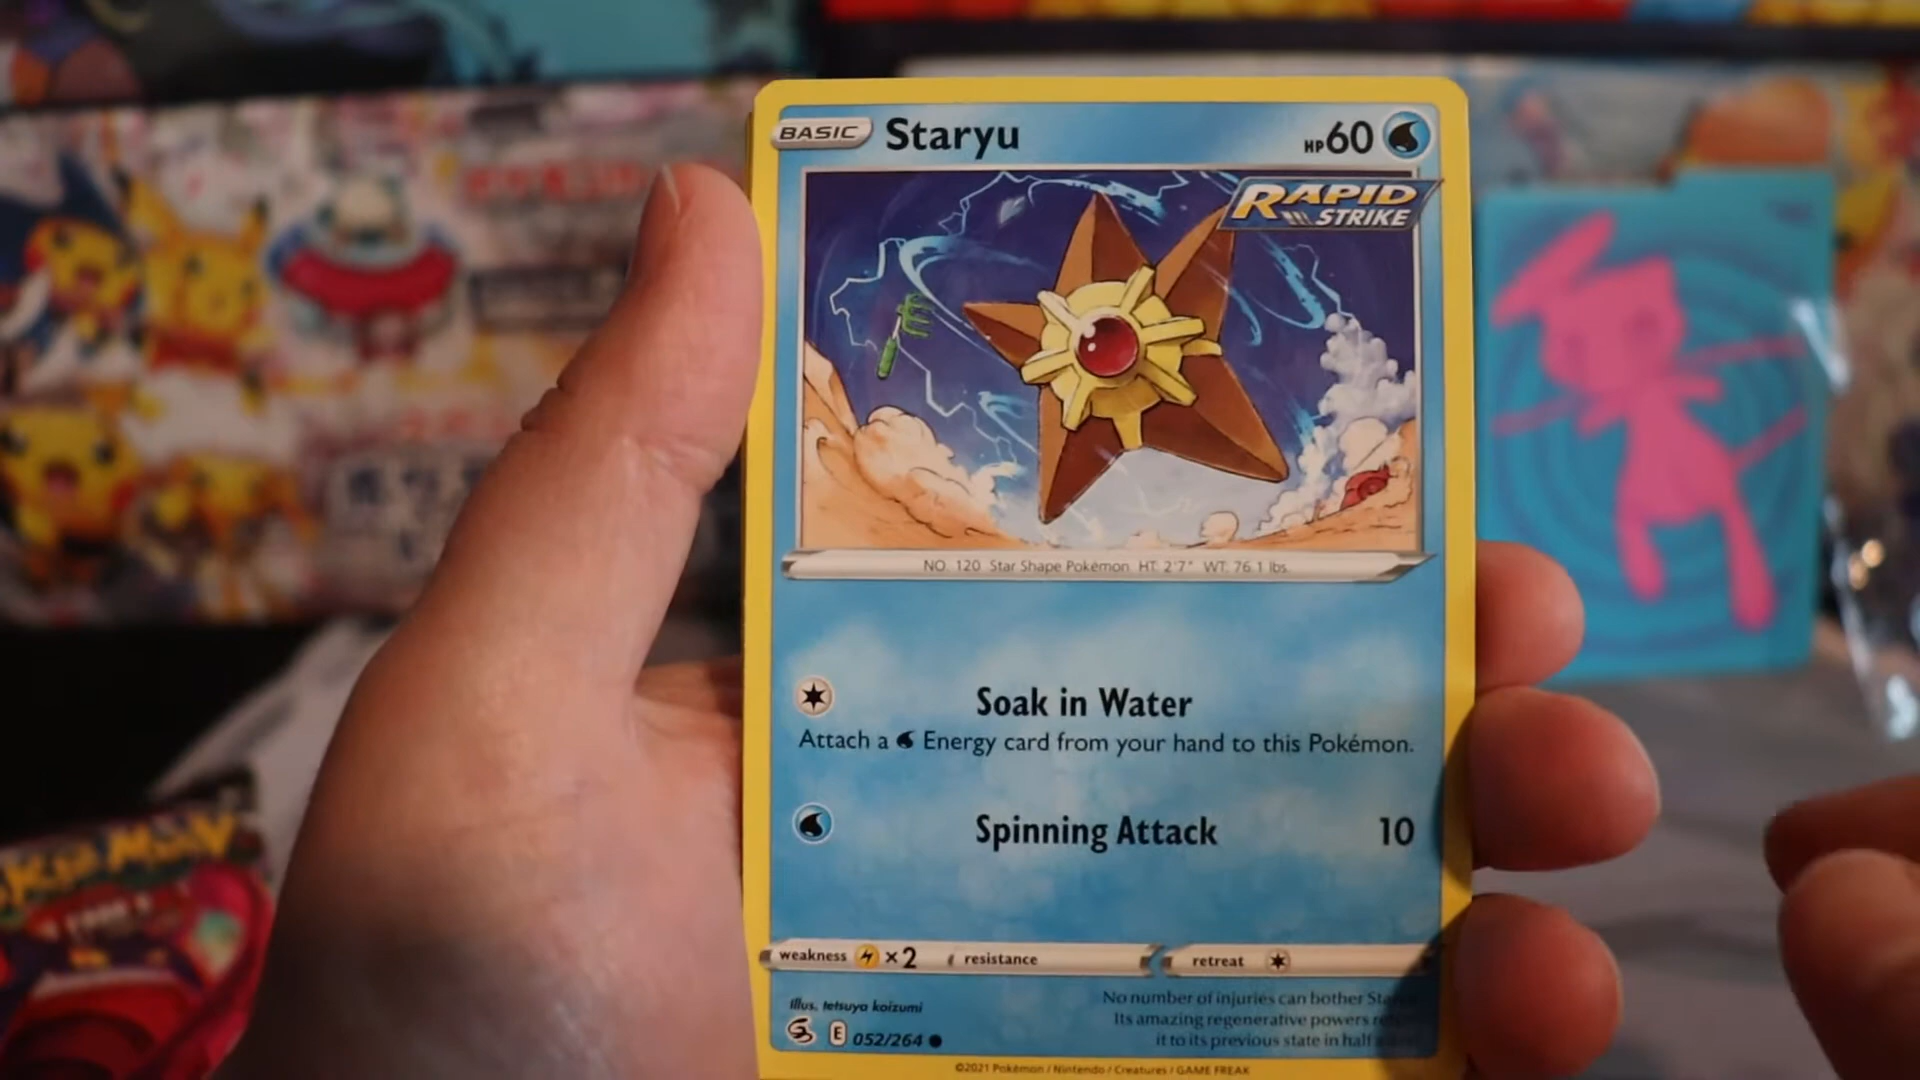 BASIC Staryu HP60
RAPID
STRIKE
NO. 120 Star Shape Pokémon HT: 2'7" WT: 76.1 lbs.
Soak in Water
Attach a Energy card from your hand to this Pokémon.
Spinning Attack 10
weakness ×2 resistance retreat
Illus. tetsuya koizumi
E 052/264
No number of injuries can bother
Its amazing regenerative powers
it to its previous state in half
©2021 Pokémon / Nintendo / Creatures / GAME FREAK